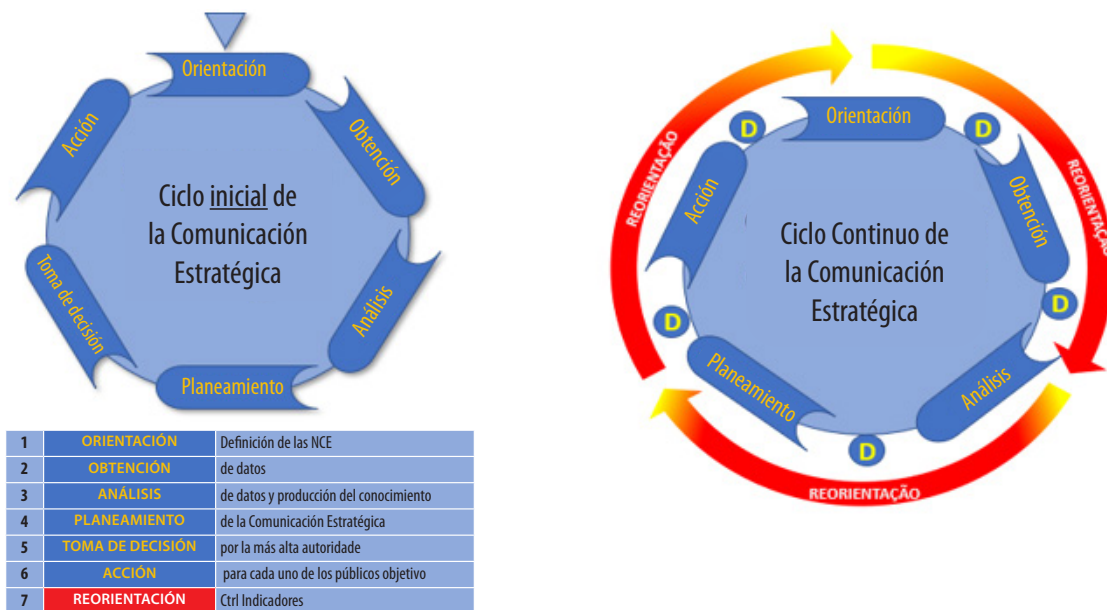 Orientación
Obtención
Análisis
Planeamiento
Toma de decisión
Acción
Ciclo inicial de
la Comunicación
Estratégica
1 ORIENTACIÓN Definición de las NCE
2 OBTENCIÓN de datos
3 ANÁLISIS de datos y producción del conocimiento
4 PLANEAMIENTO de la Comunicación Estratégica
5 TOMA DE DECISIÓN por la más alta autoridade
6 ACCIÓN para cada uno de los públicos objetivo
7 REORIENTACIÓN Ctrl Indicadores
REORIENTAÇÃO
REORIENTAÇÃO
REORIENTAÇÃO
Orientación
D
Obtención
D
Análisis
D
Planeamiento
D
Acción
D
Ciclo Continuo de
la Comunicación
Estratégica